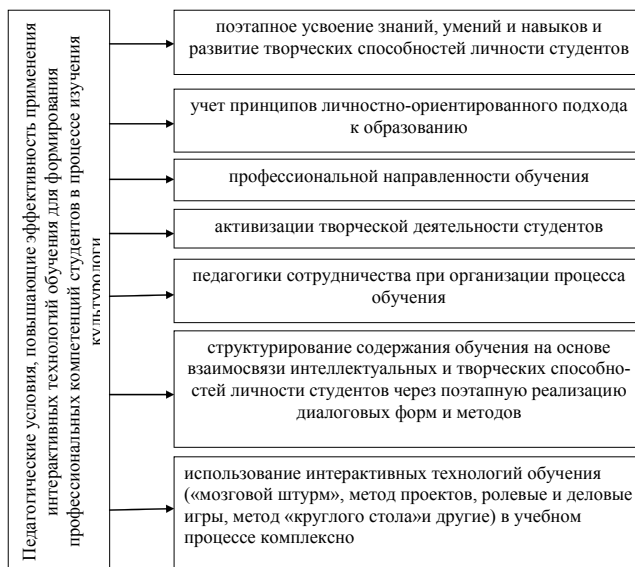 Педагогические условия, повышающие эффективность применения
интерактивных технологий обучения для формирования
профессиональных компетенций студентов в процессе изучения
культурологи
поэтапное усвоение знаний, умений и навыков и
развитие творческих способностей личности студентов
учет принципов личностно-ориентированного подхода
к образованию
профессиональной направленности обучения
активизации творческой деятельности студентов
педагогики сотрудничества при организации процесса
обучения
структурирование содержания обучения на основе
взаимосвязи интеллектуальных и творческих способно-
стей личности студентов через поэтапную реализацию
диалоговых форм и методов
использование интерактивных технологий обучения
(«мозговой штурм», метод проектов, ролевые и деловые
игры, метод «круглого стола»и другие) в учебном
процессе комплексно